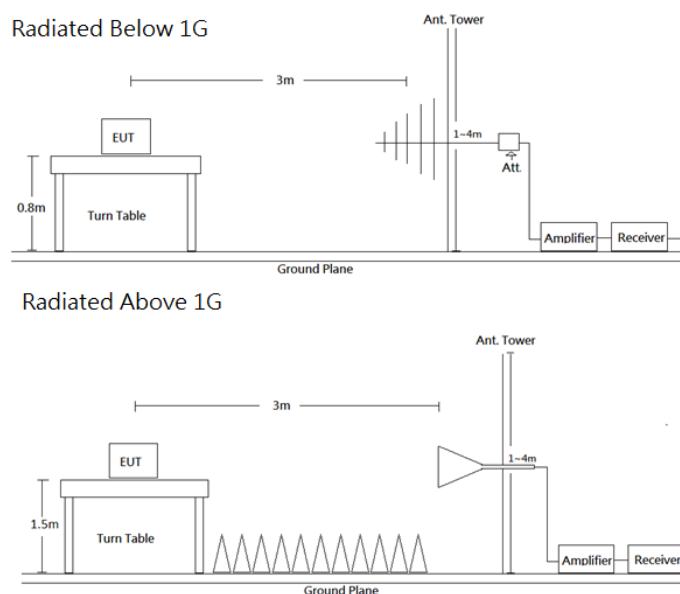 Radiated Below 1G
Ant. Tower
3m
EUT
1~4m
Att.
0.8m
Turn Table
Amplifier
Receiver
Ground Plane
Radiated Above 1G
Ant. Tower
3m
EUT
1~4m
1.5m
Turn Table
Amplifier
Receiver
Ground Plane